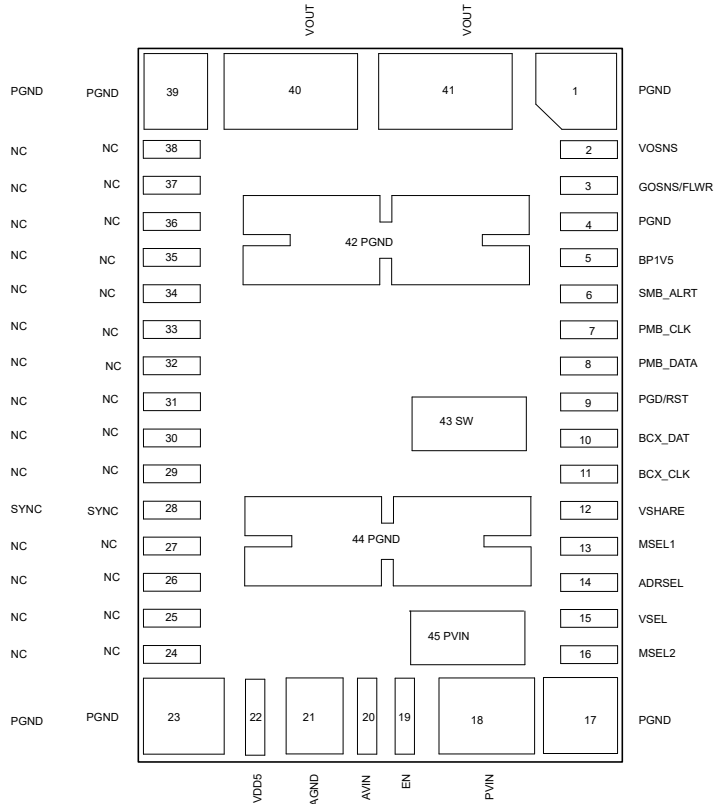 VOUT VOUT
PGND PGND 39 40 41 1 PGND
NC NC 38 2 VOSNS
NC NC 37 3 GOSNS/FLWR
NC NC 36 4 PGND
42 PGND
NC NC 35 5 BP1V5
NC NC 34 6 SMB_ALRT
NC NC 33 7 PMB_CLK
NC NC 32 8 PMB_DATA
NC NC 31 9 PGD/RST
43 SW
NC NC 30 10 BCX_DAT
NC NC 29 11 BCX_CLK
SYNC SYNC 28 12 VSHARE
44 PGND
NC NC 27 13 MSEL1
NC NC 26 14 ADRSEL
NC NC 25 15 VSEL
45 PVIN
NC NC 24 16 MSEL2
PGND PGND 23 22 21 20 19 18 17 PGND
VDD5 AGND AVIN EN PVIN